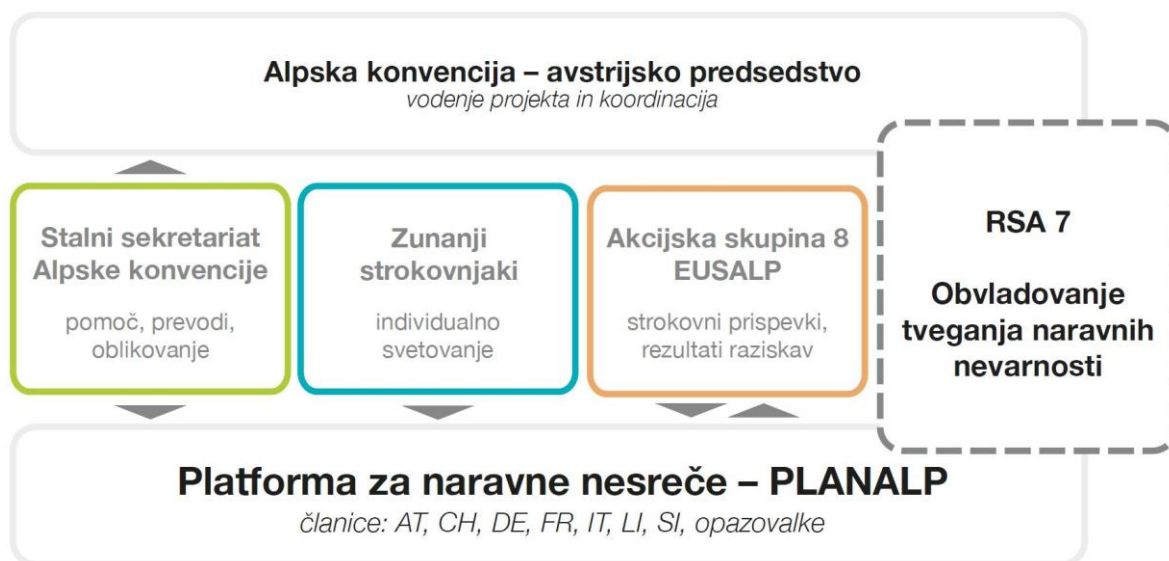 Alpska konvencija – avstrijsko predsedstvo
vodenje projekta in koordinacija
Stalni sekretariat
Alpske konvencije
pomoč, prevodi,
oblikovanje
Zunanji
strokovnjaki
individualno
svetovanje
Akcijska skupina 8
EUSALP
strokovni prispevki,
rezultati raziskav
RSA 7
Obvladovanje
tveganja naravnih
nevarnosti
Platforma za naravne nesreče – PLANALP
članice: AT, CH, DE, FR, IT, LI, SI, opazovalke